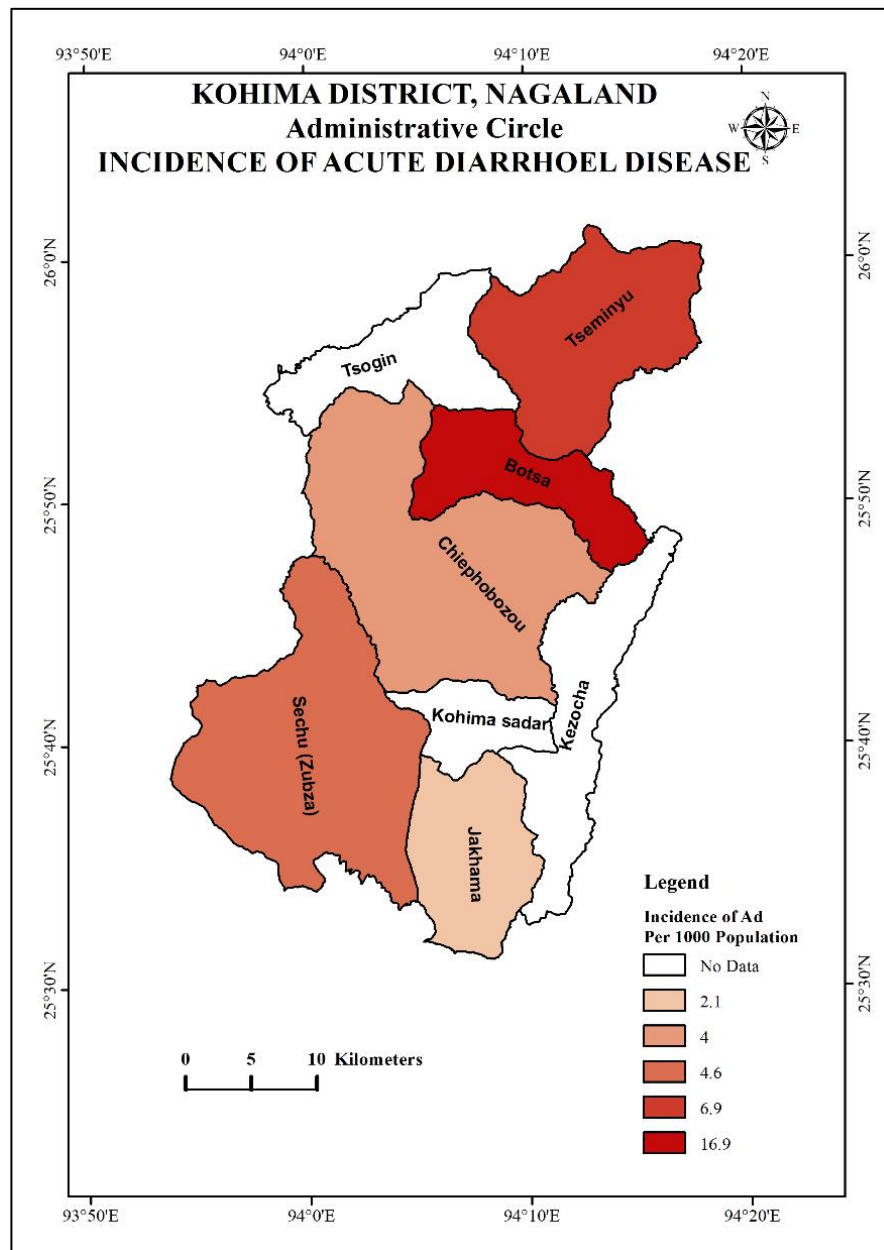 93°50'E 94°0'E 94°10'E 94°20'E
KOHIMA DISTRICT, NAGALAND
Administrative Circle
INCIDENCE OF ACUTE DIARRHOEL DISEASE
N
W E
S
26°0'N 26°0'N
Tseminyu
Tsogin
Botsa
25°50'N 25°50'N
Chiephobozou
Kezocha
Kohima sadar
Sechu (Zubza)
25°40'N 25°40'N
Jakhama
Legend
Incidence of Ad
Per 1000 Population
No Data
2.1
4
4.6
6.9
16.9
25°30'N 25°30'N
0 5 10 Kilometers
93°50'E 94°0'E 94°10'E 94°20'E